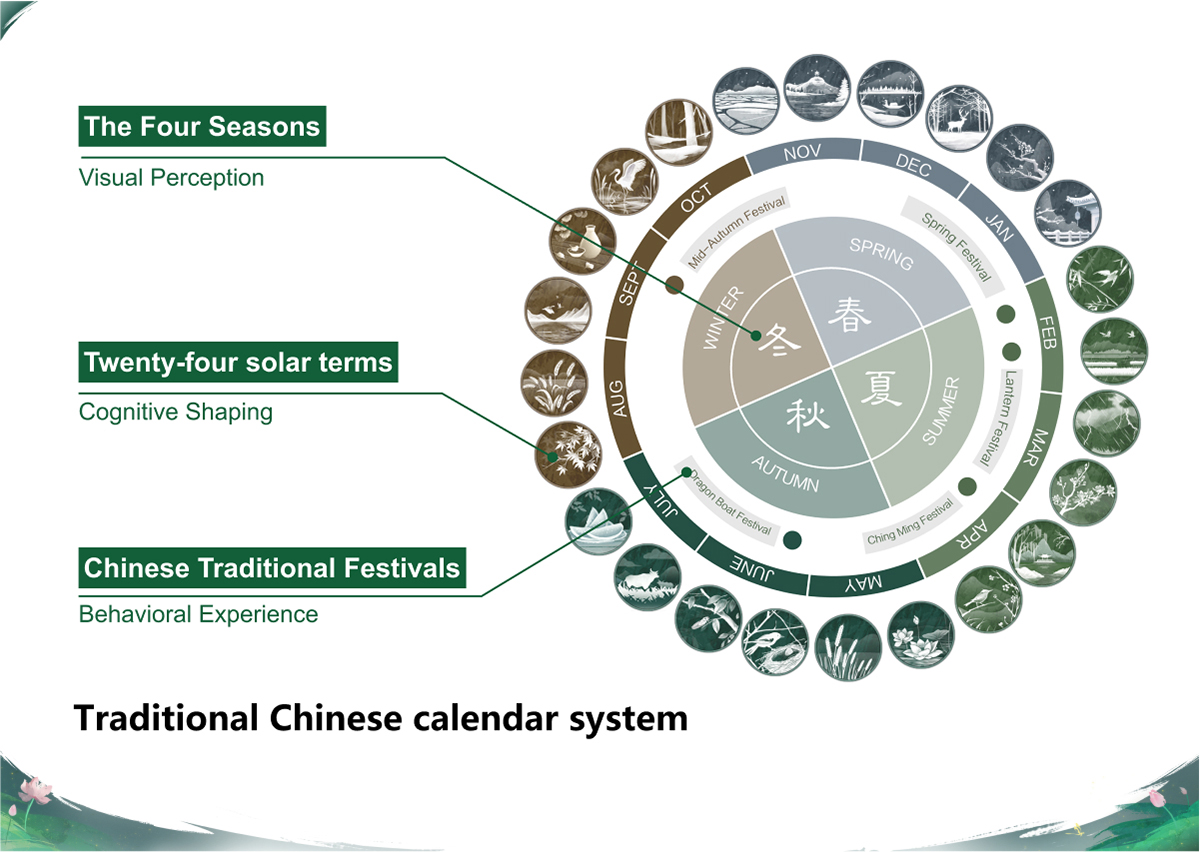 The Four Seasons
Visual Perception
Twenty-four solar terms
Cognitive Shaping
Chinese Traditional Festivals
Behavioral Experience
NOV
DEC
JAN
FEB
MAR
APR
MAY
JUNE
JULY
AUG
SEPT
OCT
Mid-Autumn Festival
Spring Festival
Lantern Festival
Ching Ming Festival
Dragon Boat Festival
SPRING
SUMMER
AUTUMN
WINTER
春
夏
秋
冬
Traditional Chinese calendar system